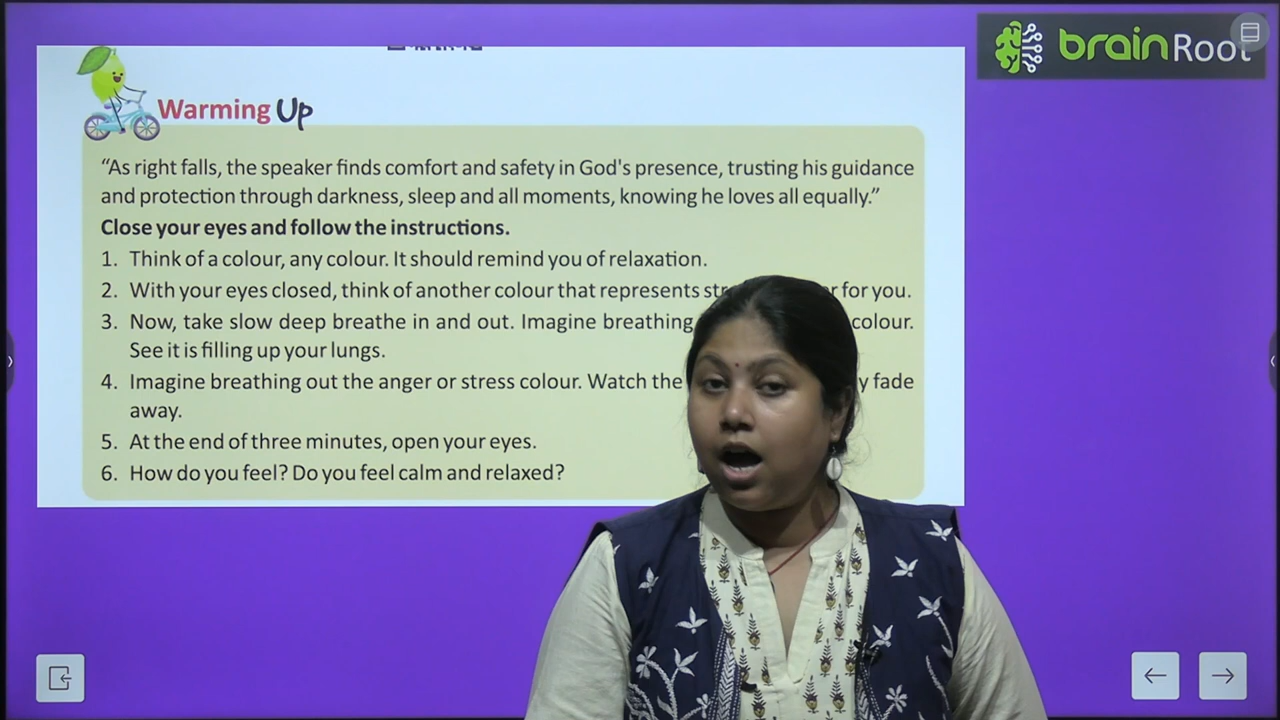 brainRoot
Warming Up
“As right falls, the speaker finds comfort and safety in God's presence, trusting his guidance
and protection through darkness, sleep and all moments, knowing he loves all equally.”
Close your eyes and follow the instructions.
1. Think of a colour, any colour. It should remind you of relaxation.
2. With your eyes closed, think of another colour that represents for you.
3. Now, take slow deep breathe in and out. Imagine breathing colour.
See it is filling up your lungs.
4. Imagine breathing out the anger or stress colour. Watch the fade
away.
5. At the end of three minutes, open your eyes.
6. How do you feel? Do you feel calm and relaxed?